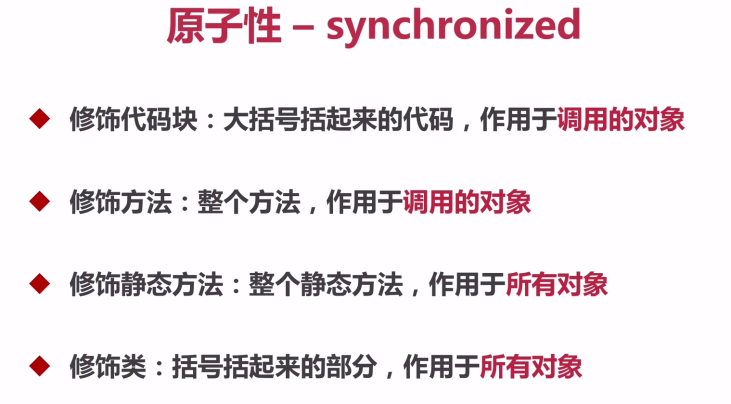 原子性 – synchronized
修饰代码块：大括号括起来的代码，作用于调用的对象
修饰方法：整个方法，作用于调用的对象
修饰静态方法：整个静态方法，作用于所有对象
修饰类：括号括起来的部分，作用于所有对象